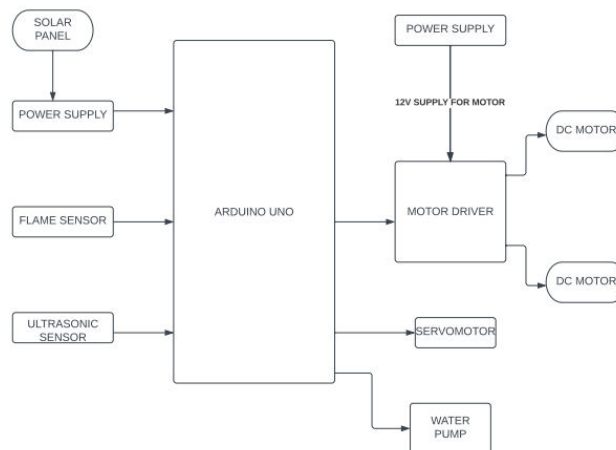 SOLAR
PANEL
POWER SUPPLY
POWER SUPPLY
12V SUPPLY FOR MOTOR
DC MOTOR
FLAME SENSOR
ARDUINO UNO
MOTOR DRIVER
DC MOTOR
ULTRASONIC
SENSOR
SERVOMOTOR
WATER
PUMP